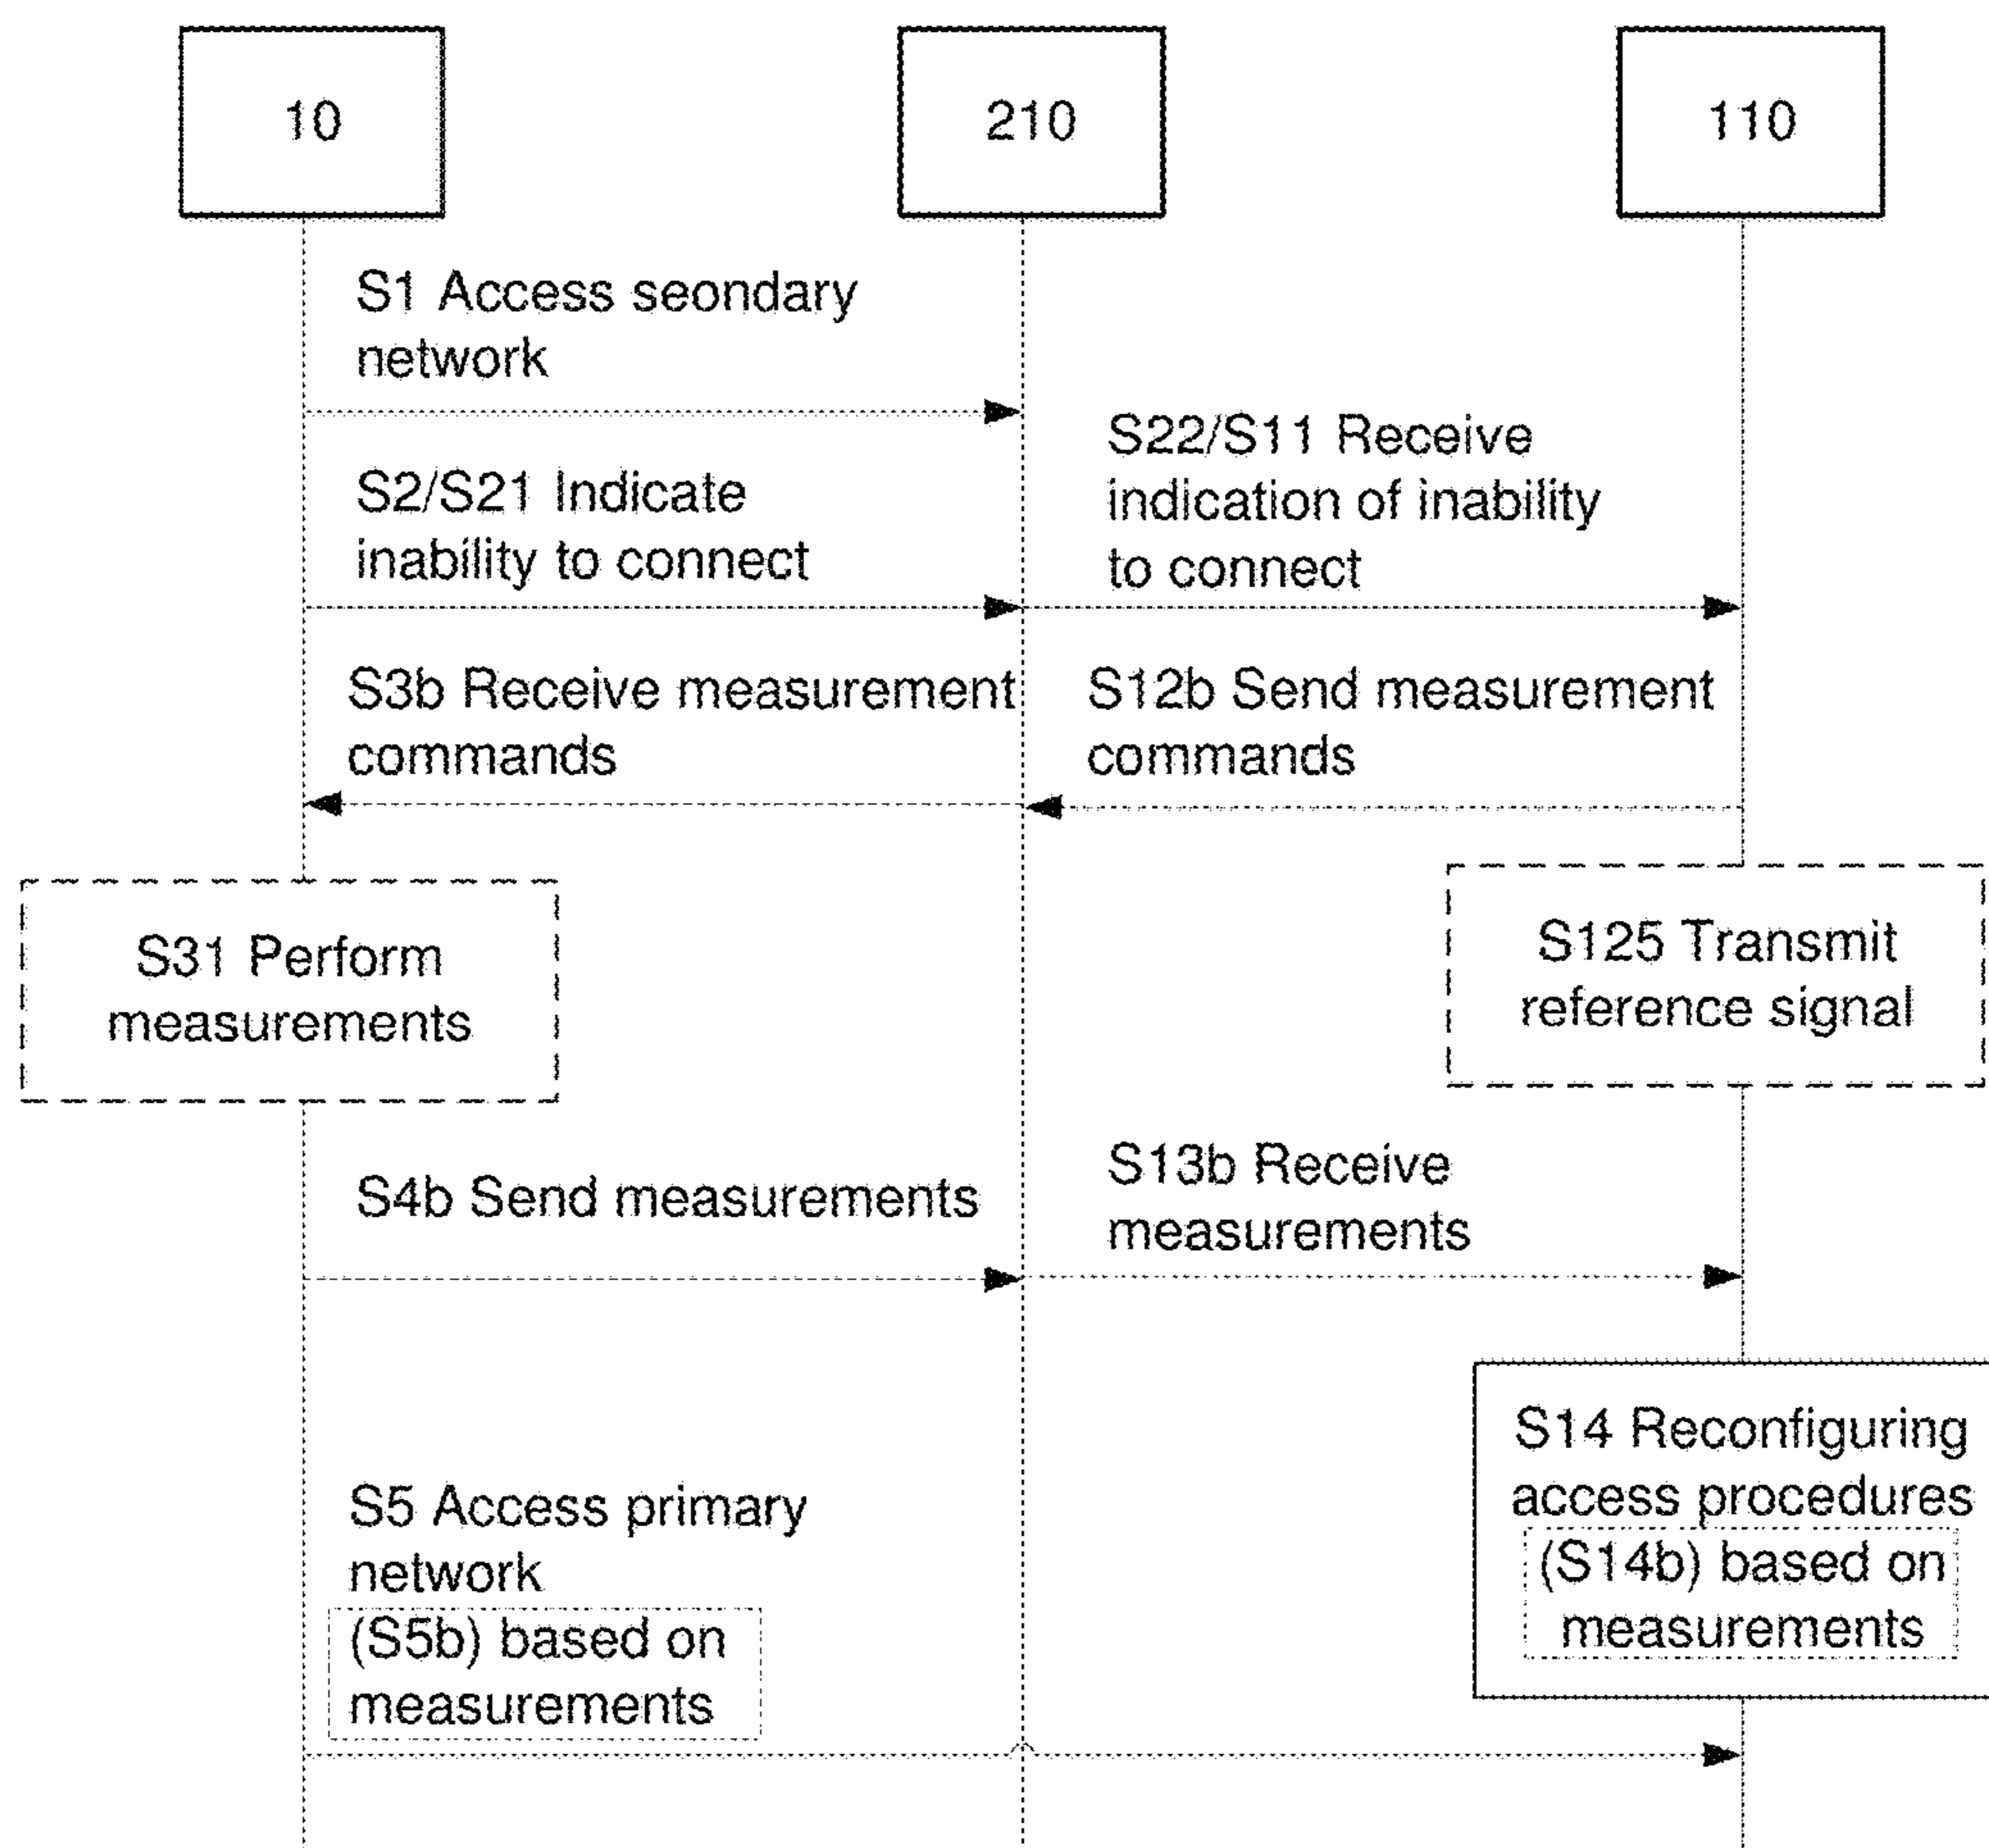 10
210
110
S1 Access seondary
network
S22/S11 Receive
indication of inability
to connect
S2/S21 Indicate
inability to connect
S3b Receive measurement
commands
S12b Send measurement
commands
S31 Perform
measurements
S125 Transmit
reference signal
S4b Send measurements
S13b Receive
measurements
S14 Reconfiguring
access procedures
(S14b) based on
measurements
S5 Access primary
network
(S5b) based on
measurements